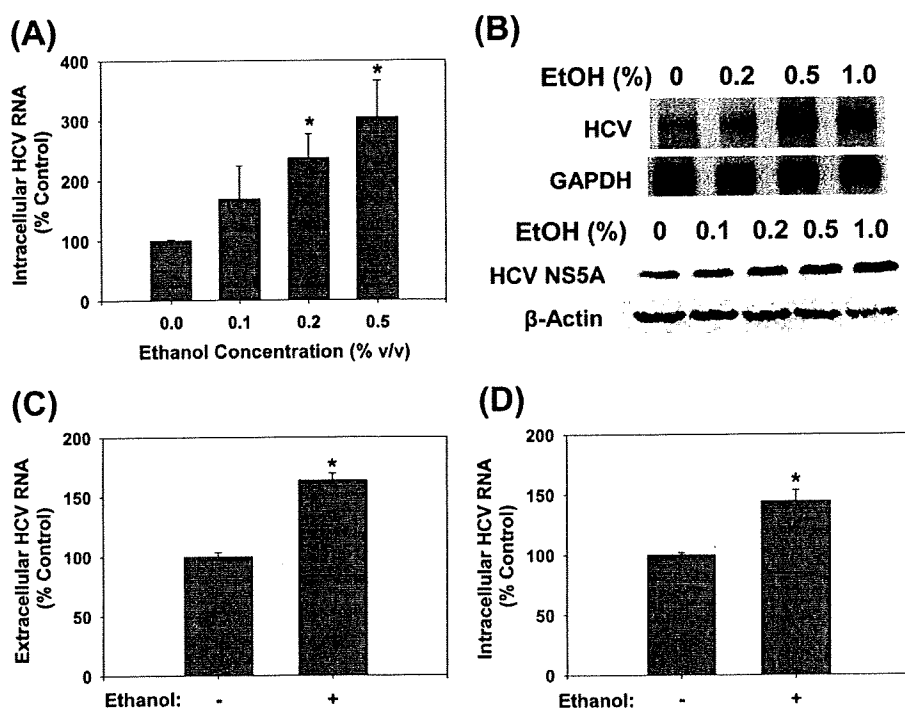 (A)
Intracellular HCV RNA
(% Control)
400
300
200
100
0
*
*
0.0 0.1 0.2 0.5
Ethanol Concentration (% v/v)
(B)
EtOH (%) 0 0.2 0.5 1.0
HCV
GAPDH
EtOH (%) 0 0.1 0.2 0.5 1.0
HCV NS5A
β-Actin
(C)
Extracellular HCV RNA
(% Control)
200
150
100
50
0
*
Ethanol: - +
(D)
Intracellular HCV RNA
(% Control)
200
150
100
50
0
*
Ethanol: - +